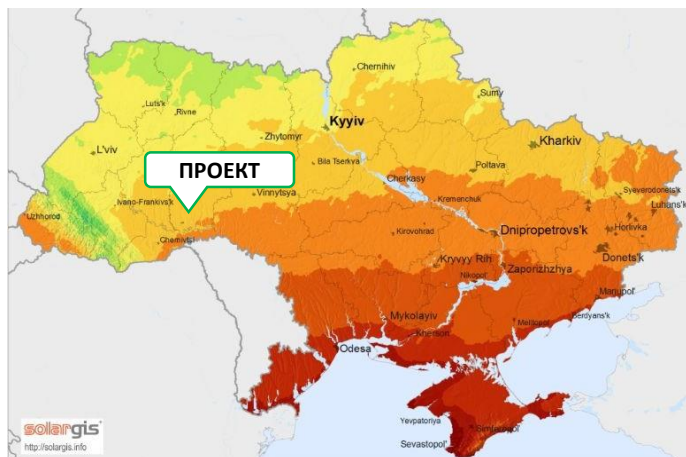 Chernihiv
Luts'k
Rivne
Sumy
Kyyiv
Zhytomyr
L'viv
Kharkiv
ПРОЕКТ
Bila Tserkva
Poltava
Cherkasy
Syeverodonets'k
Vinnytsya
Kremenchuk
Ivano-Frankivs'k
Luhans'k
Uzhhorod
Dnipropetrovs'k
Horlivka
Kirovohrad
Chernivtsi
Donets'k
Kryvyy Rih
Zaporizhzhya
Nikopol'
Mariupol'
Mykolayiv
Melitopol'
Berdyans'k
Kherson
Odesa
Yevpatoriya
Simferopol'
Sevastopol'
solargis
http://solargis.info